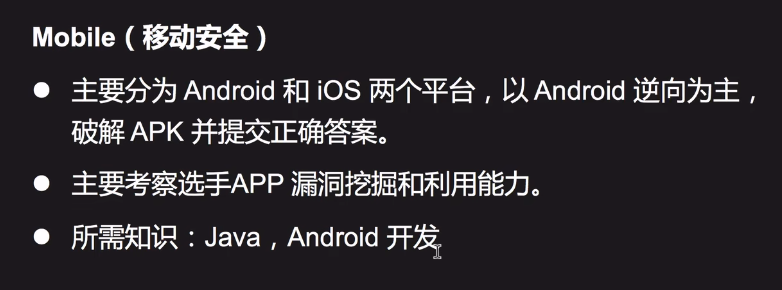 Mobile（移动安全）
● 主要分为 Android 和 iOS 两个平台，以 Android 逆向为主，
破解 APK 并提交正确答案。
● 主要考察选手APP 漏洞挖掘和利用能力。
● 所需知识：Java，Android 开发